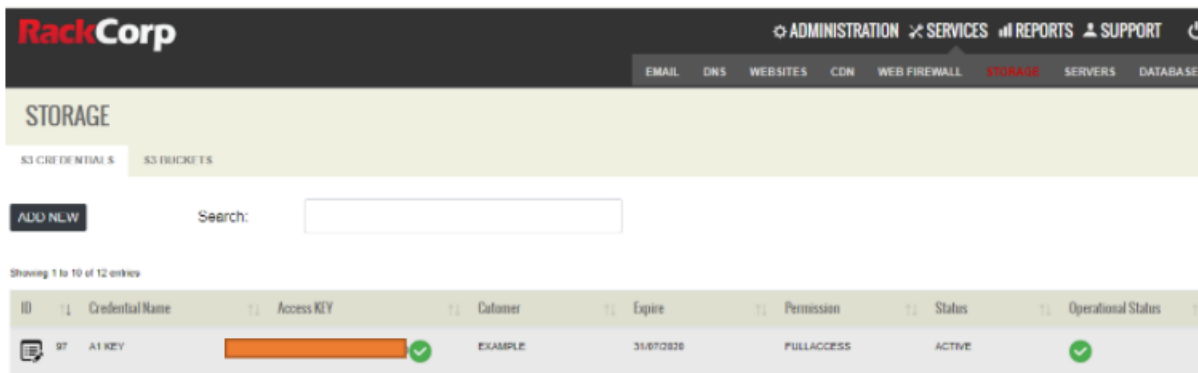 RackCorp
ADMINISTRATION SERVICES REPORTS SUPPORT
EMAIL DNS WEBSITES CDN WEB FIREWALL STORAGE SERVERS DATABASE
STORAGE
S3 CREDENTIALS S3 BUCKETS
ADD NEW Search:
Showing 1 to 10 of 12 entries
ID Credential Name Access KEY Cutomer Expire Permission Status Operational Status
97 A1 KEY EXAMPLE 31/07/2020 FULLACCESS ACTIVE